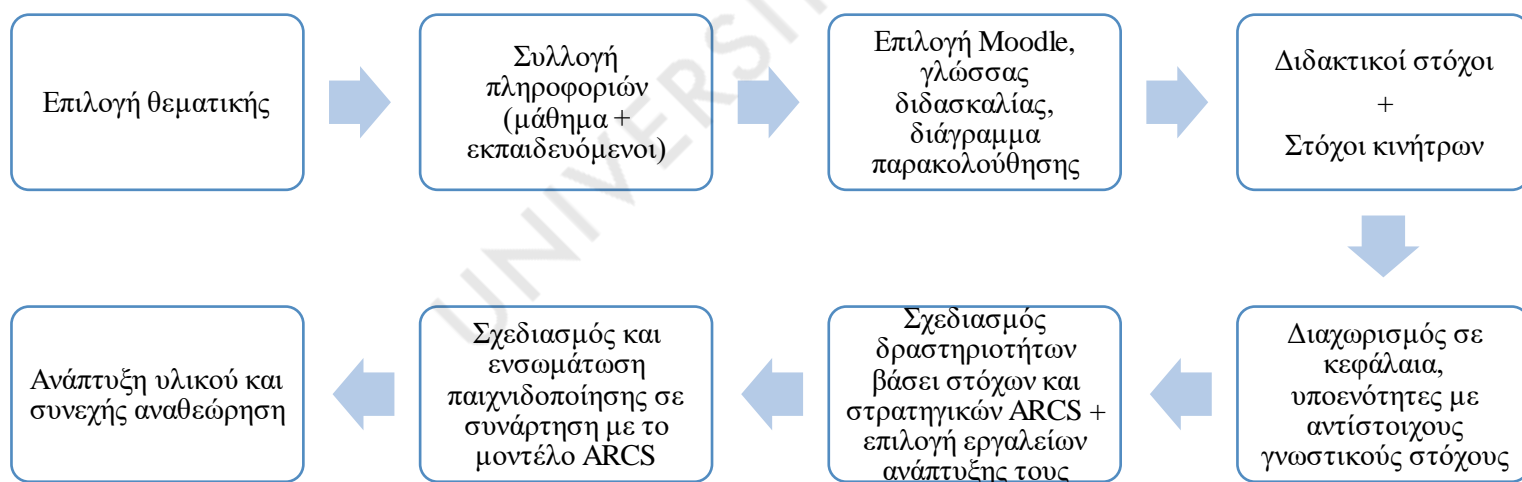 Επιλογή θεματικής
Συλλογή
πληροφοριών
(μάθημα +
εκπαιδευόμενοι)
Επιλογή Moodle,
γλώσσας
διδασκαλίας,
διάγραμμα
παρακολούθησης
Διδακτικοί στόχοι
+
Στόχοι κινήτρων
Διαχωρισμός σε
κεφάλαια,
υποενότητες με
αντίστοιχους
γνωστικούς στόχους
Σχεδιασμός
δραστηριοτήτων
βάσει στόχων και
στρατηγικών ARCS +
επιλογή εργαλείων
ανάπτυξης τους
Σχεδιασμός και
ενσωμάτωση
παιχνιδοποίησης σε
συνάρτηση με το
μοντέλο ARCS
Ανάπτυξη υλικού και
συνεχής αναθεώρηση